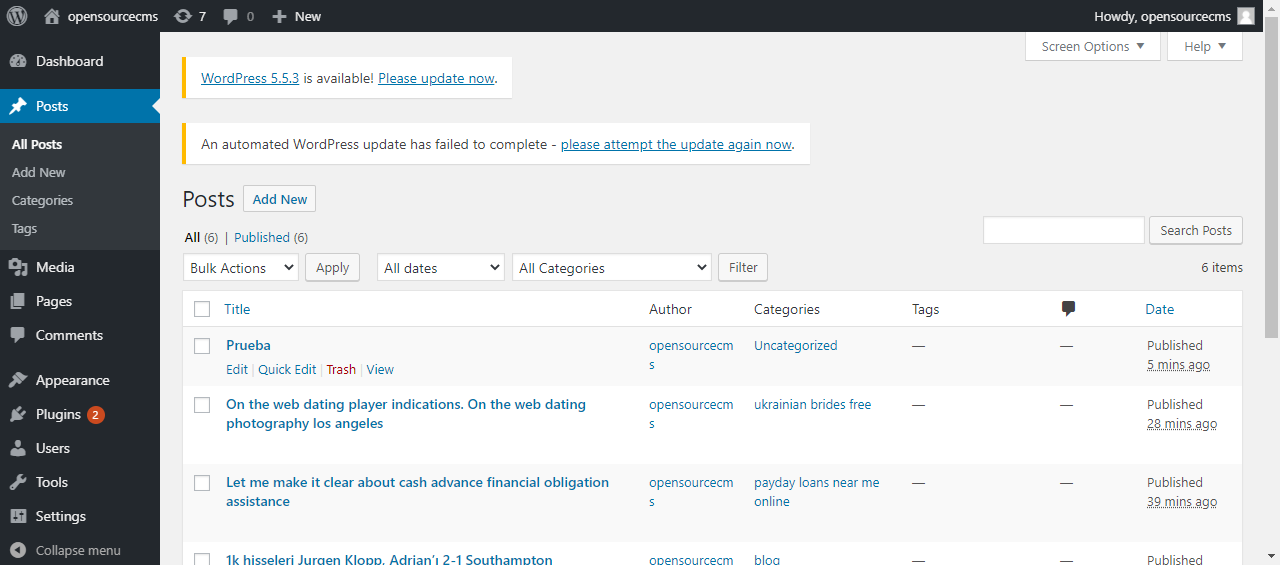 opensourcecms 7 0 New Howdy, opensourcecms
Dashboard
Posts
All Posts
Add New
Categories
Tags
Media
Pages
Comments
Appearance
Plugins 2
Users
Tools
Settings
Collapse menu
Screen Options Help
WordPress 5.5.3 is available! Please update now.
An automated WordPress update has failed to complete - please attempt the update again now.
Posts Add New
All (6) | Published (6)
Search Posts
Bulk Actions Apply All dates All Categories Filter 6 items
Title Author Categories Tags Date
Prueba opensourcecm Uncategorized — — Published
s 5 mins ago
Edit | Quick Edit | Trash | View
On the web dating player indications. On the web dating opensourcecm ukrainian brides free — — Published
photography los angeles s 28 mins ago
Let me make it clear about cash advance financial obligation opensourcecm payday loans near me — — Published
assistance s online 39 mins ago
1k hisseleri Jurgen Klopp, Adrian'ı 2-1 Southampton opensourcecm blog — — Published